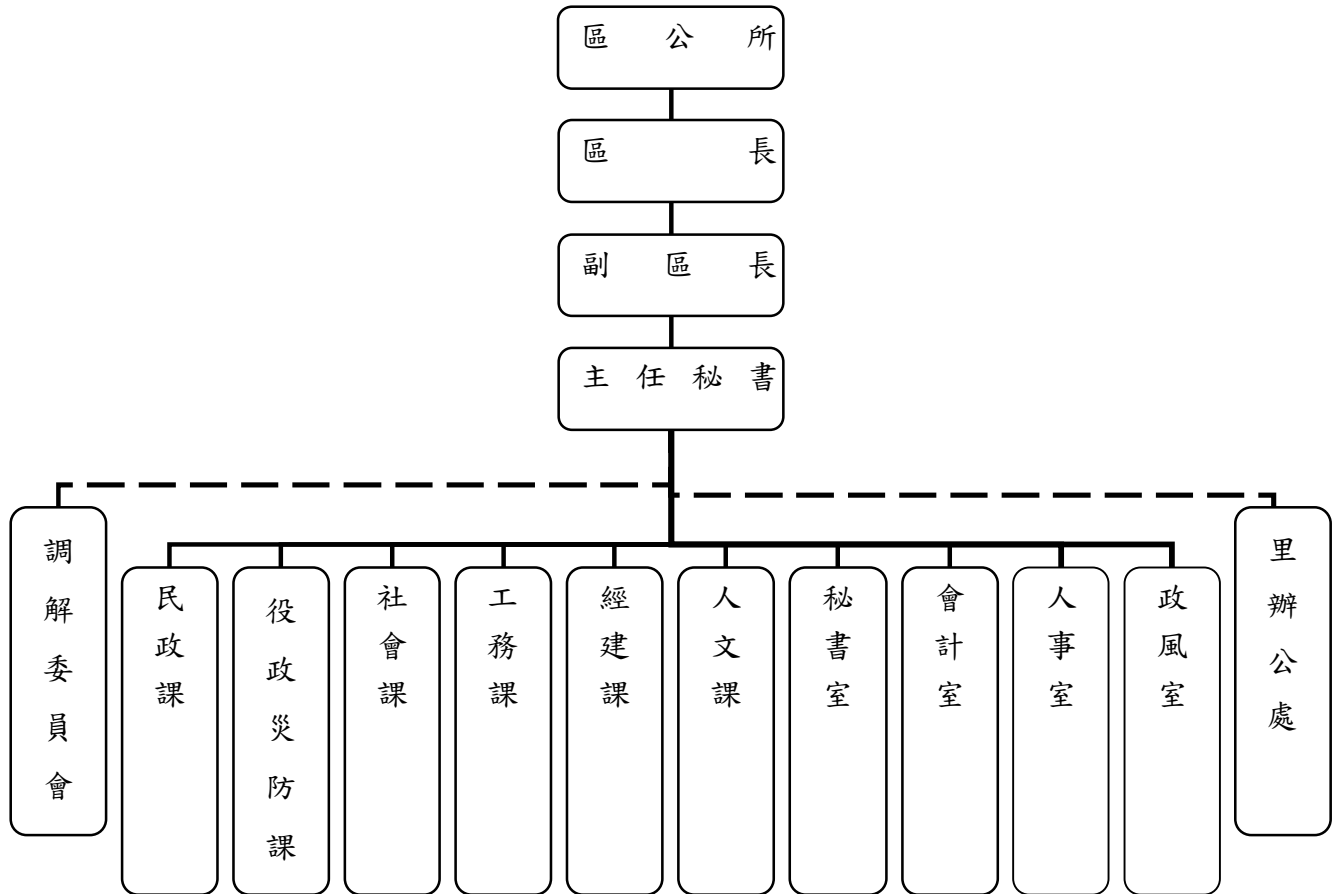 區公所
區長
副區長
主任秘書
調解委員會
民政課
役政災防課
社會課
工務課
經建課
人文課
秘書室
會計室
人事室
政風室
里辦公處